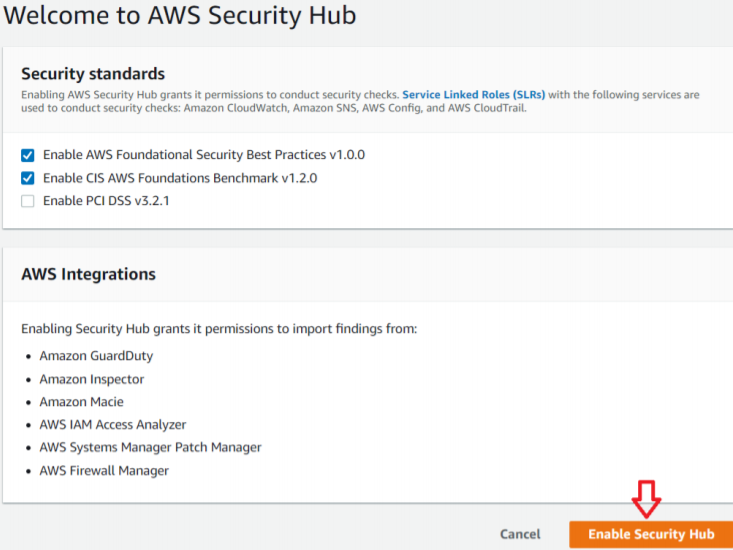 Welcome to AWS Security Hub
Security standards
Enabling AWS Security Hub grants it permissions to conduct security checks. Service Linked Roles (SLRs) with the following services are
used to conduct security checks: Amazon CloudWatch, Amazon SNS, AWS Config, and AWS CloudTrail.
Enable AWS Foundational Security Best Practices v1.0.0
Enable CIS AWS Foundations Benchmark v1.2.0
Enable PCI DSS v3.2.1
AWS Integrations
Enabling Security Hub grants it permissions to import findings from:
• Amazon GuardDuty
• Amazon Inspector
• Amazon Macie
• AWS IAM Access Analyzer
• AWS Systems Manager Patch Manager
• AWS Firewall Manager
Cancel Enable Security Hub